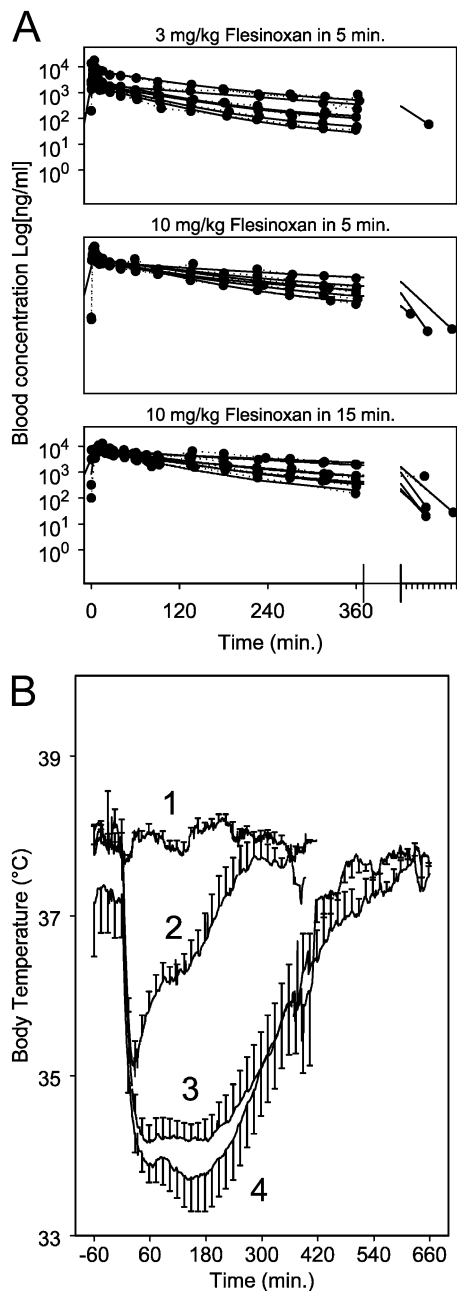 A
3 mg/kg Flesinoxan in 5 min.
10⁴
10³
10²
10¹
10⁰
10 mg/kg Flesinoxan in 5 min.
Blood concentration Log[ng/ml]
10 mg/kg Flesinoxan in 15 min.
10⁴
10³
10²
10¹
10⁰
0 120 240 360
Time (min.)
B
39
37
35
33
Body Temperature (°C)
1
2
3
4
-60 60 180 300 420 540 660
Time (min.)